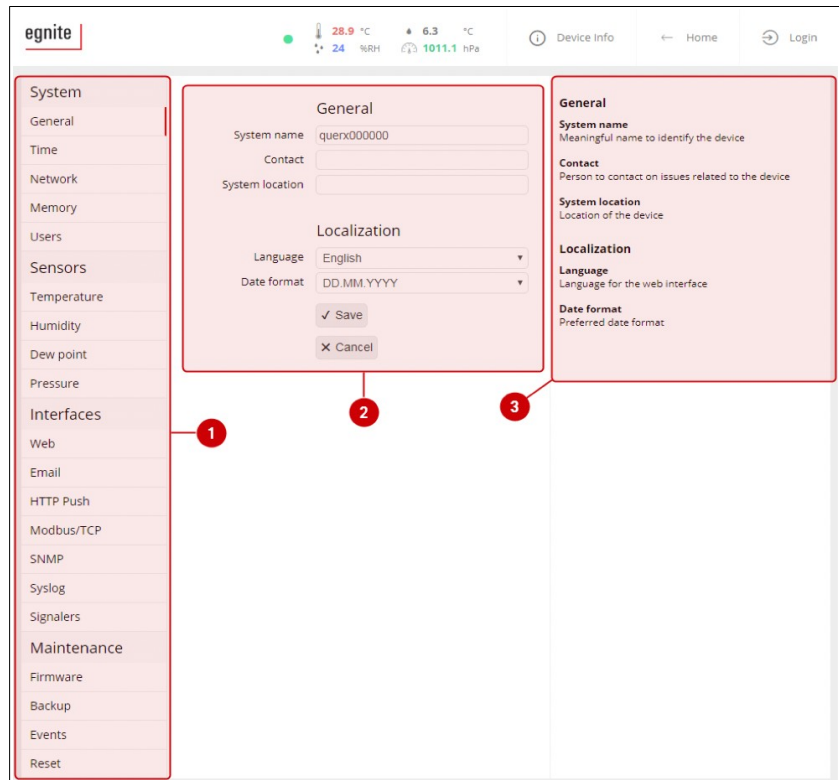 egnite
28.9 °C
6.3 °C
24 %RH
1011.1 hPa
Device Info
← Home
Login
System
General
Time
Network
Memory
Users
Sensors
Temperature
Humidity
Dew point
Pressure
Interfaces
Web
Email
HTTP Push
Modbus/TCP
SNMP
Syslog
Signalers
Maintenance
Firmware
Backup
Events
Reset
1
General
System name querx000000
Contact
System location
Localization
Language English
Date format DD.MM.YYYY
✓ Save
✕ Cancel
2
General
System name
Meaningful name to identify the device
Contact
Person to contact on issues related to the device
System location
Location of the device
Localization
Language
Language for the web interface
Date format
Preferred date format
3